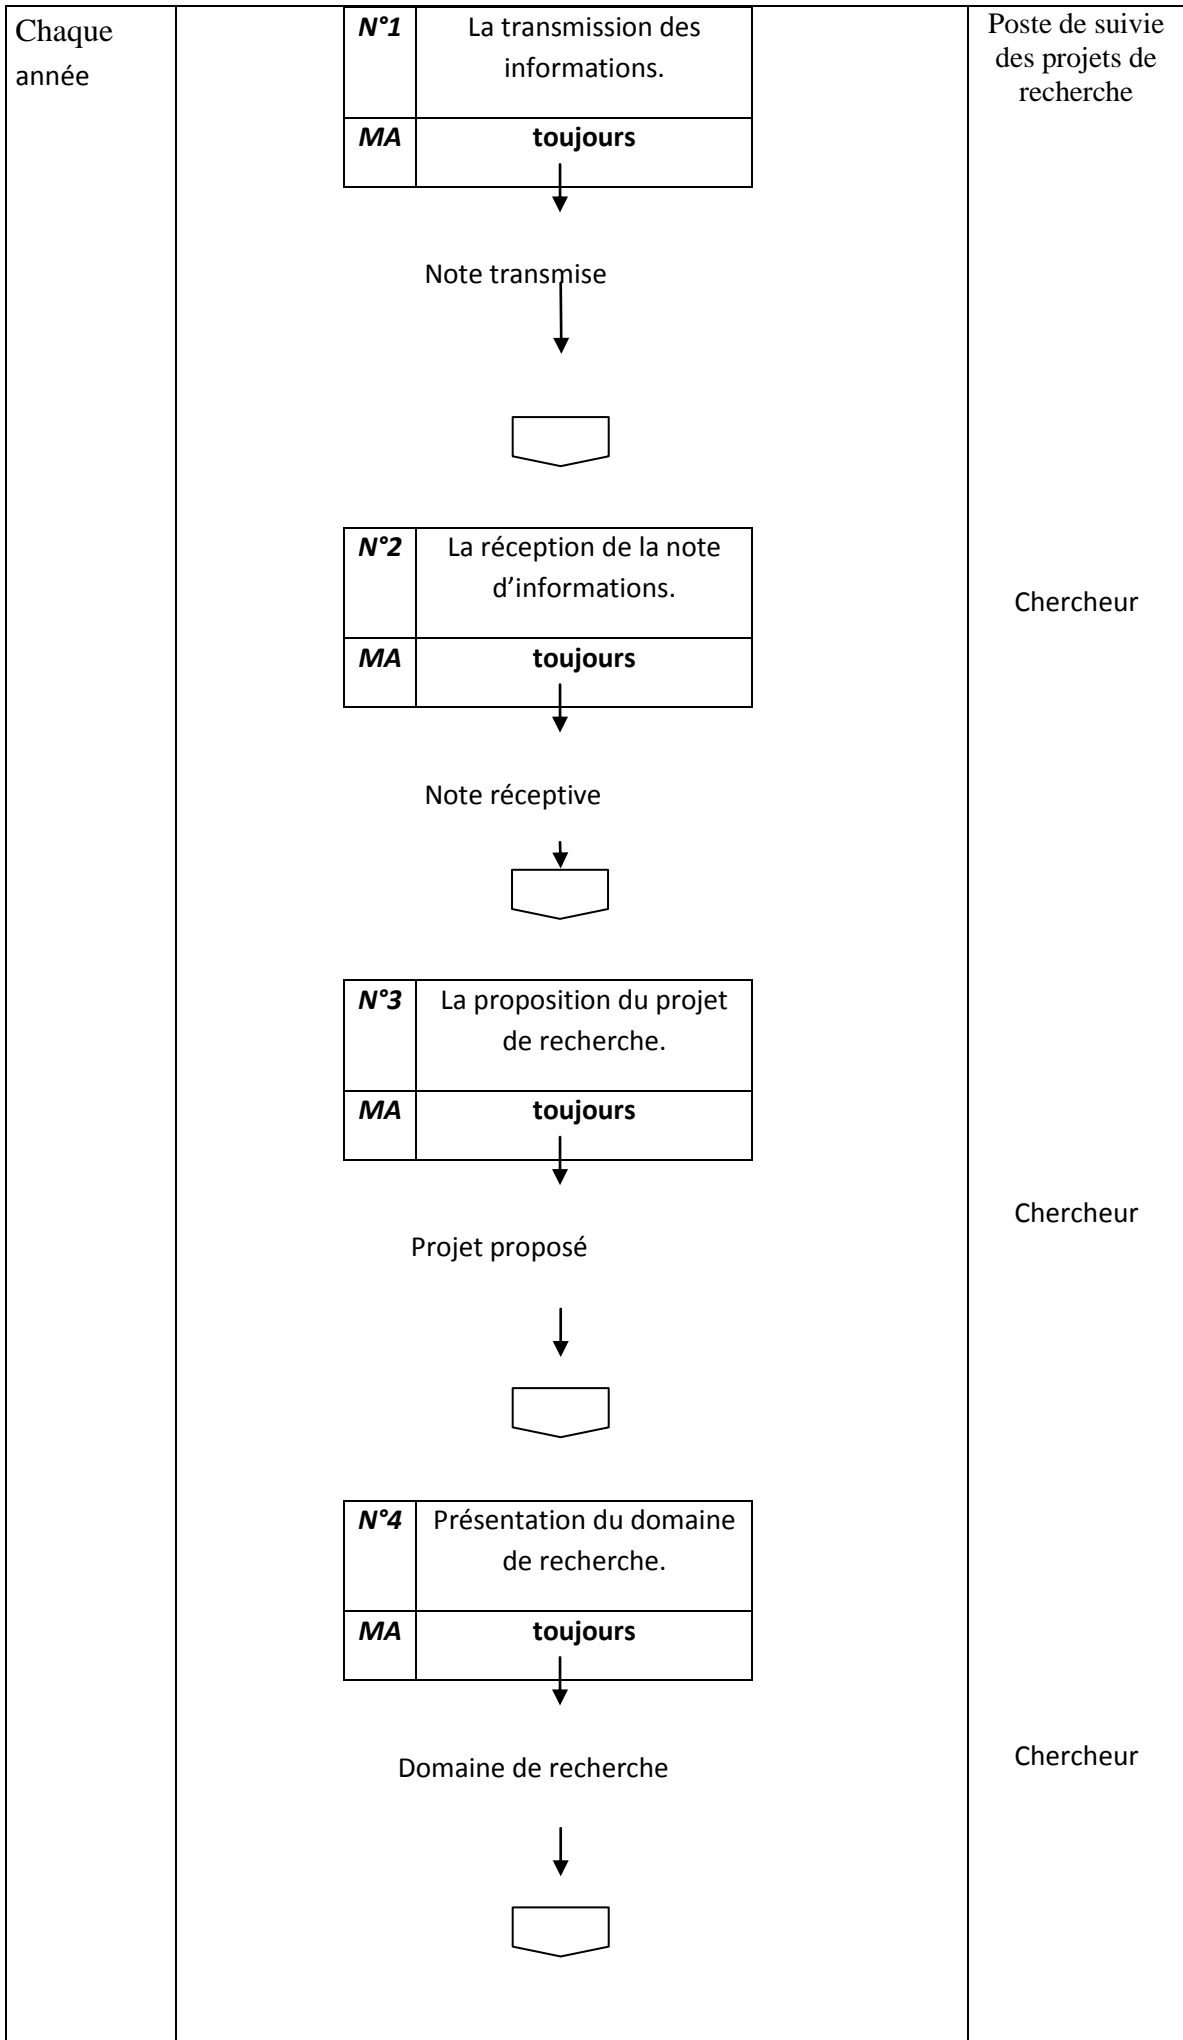 Chaque
année
N°1
La transmission des
informations.
MA
toujours
Poste de suivie
des projets de
recherche
Note transmise
N°2
La réception de la note
d’informations.
MA
toujours
Chercheur
Note réceptive
N°3
La proposition du projet
de recherche.
MA
toujours
Chercheur
Projet proposé
N°4
Présentation du domaine
de recherche.
MA
toujours
Chercheur
Domaine de recherche